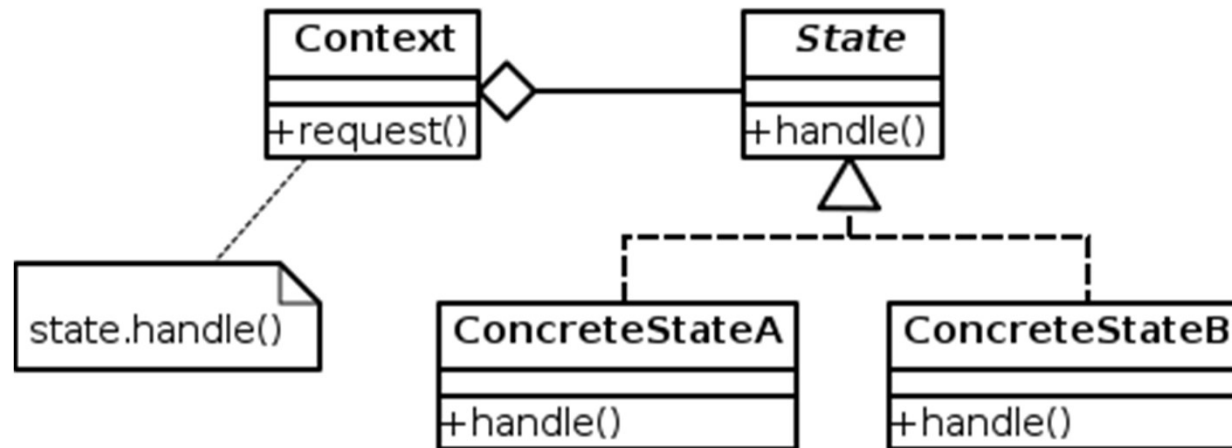 Context
+request()
State
+handle()
state.handle()
ConcreteStateA
+handle()
ConcreteStateB
+handle()